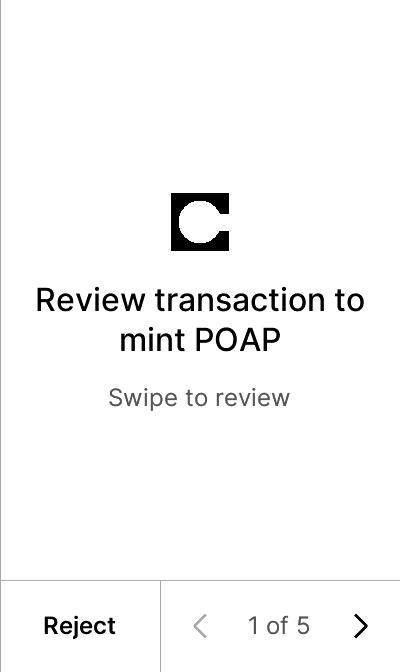 Review transaction to
mint POAP
Swipe to review
Reject
1 of 5